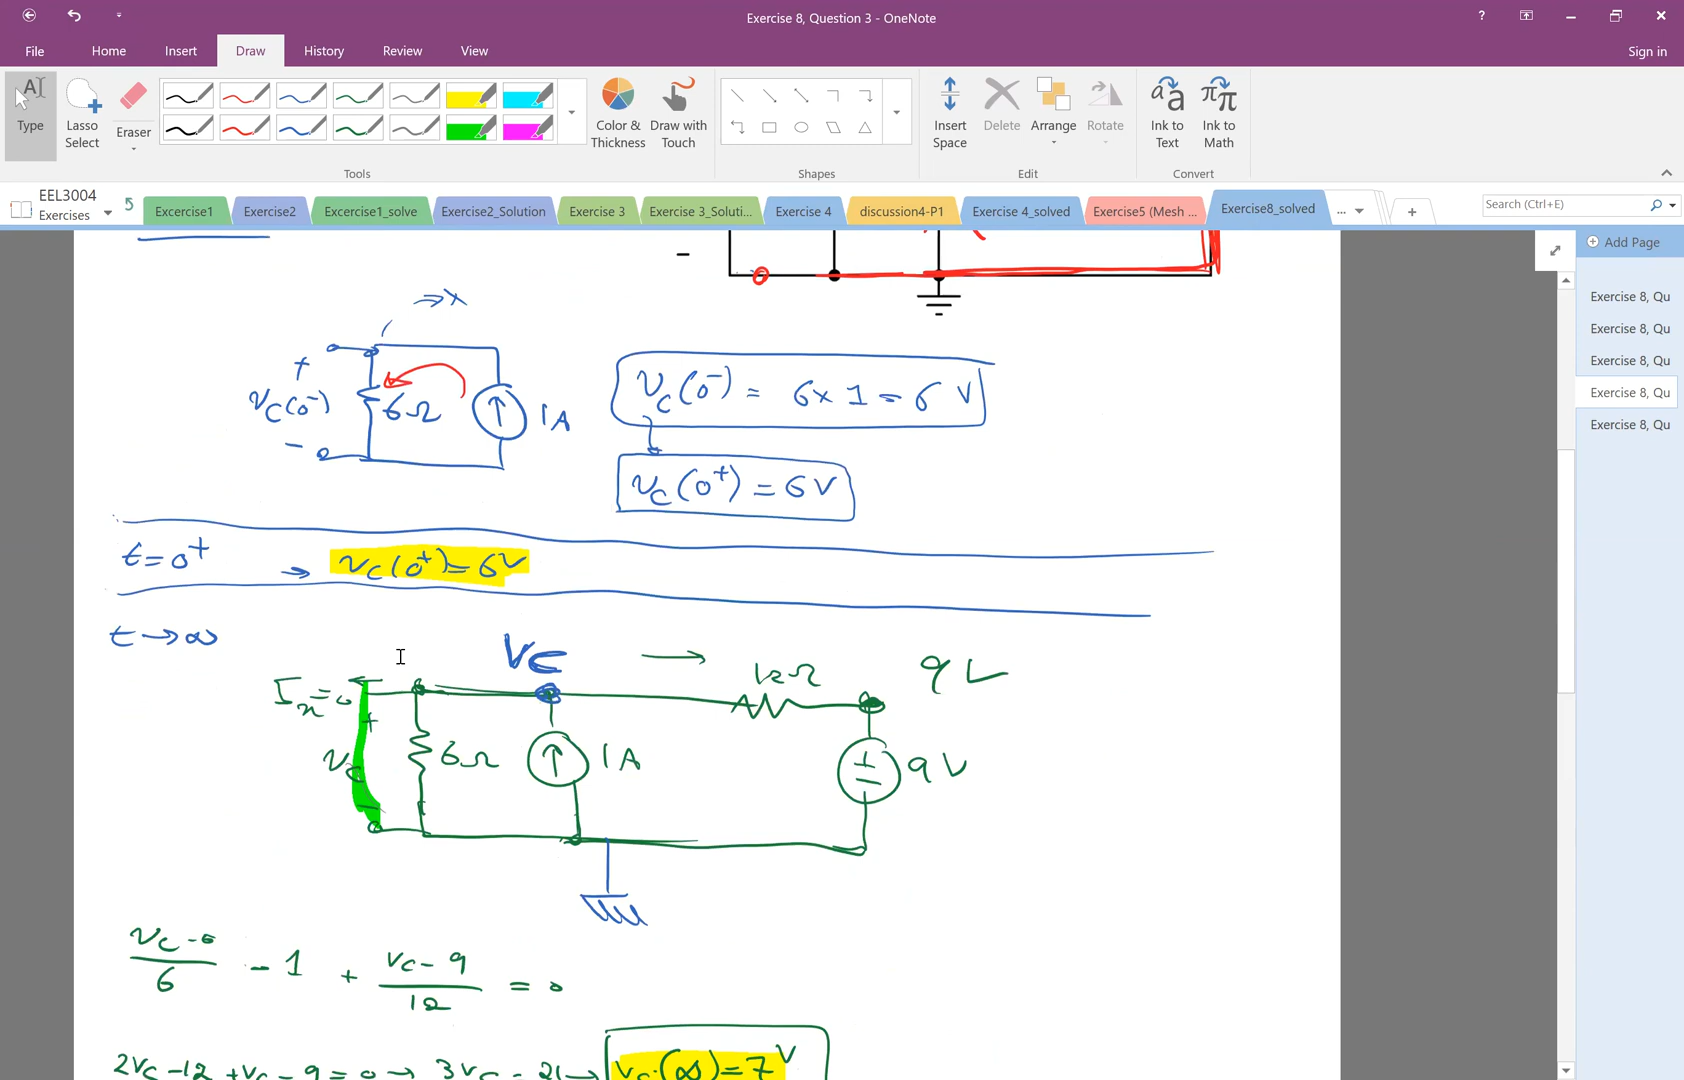 Exercise 8, Question 3 - OneNote
?
File Home Insert Draw History Review View Sign in
Type
Lasso Select
Eraser
Color & Thickness
Draw with Touch
Insert Space
Delete
Arrange
Rotate
Ink to Text
Ink to Math
Tools Shapes Edit Convert
EEL3004 Exercises
Excercise1 Exercise2 Excercise1_solve Exercise2_Solution Exercise 3 Exercise 3_Soluti... Exercise 4 discussion4-P1 Exercise 4_solved Exercise5 (Mesh ... Exercise8_solved ... +
Search (Ctrl+E)
Add Page
Exercise 8, Qu
Exercise 8, Qu
Exercise 8, Qu
Exercise 8, Qu
Exercise 8, Qu
−
⇒x
+
Vc(0⁻)
−
6Ω
1A
Vc(0⁻) = 6x1 = 6 V
Vc(0⁺) = 6V
t=0⁺ → Vc(0⁺)=6V
t→∞
Vc → 12Ω
Ix=0
+
Vc
−
6Ω
1A
9V
Vc-0/6 - 1 + Vc-9/12 = 0
2Vc-12+Vc-9=0 → 3Vc=21 → Vc(∞)=7V